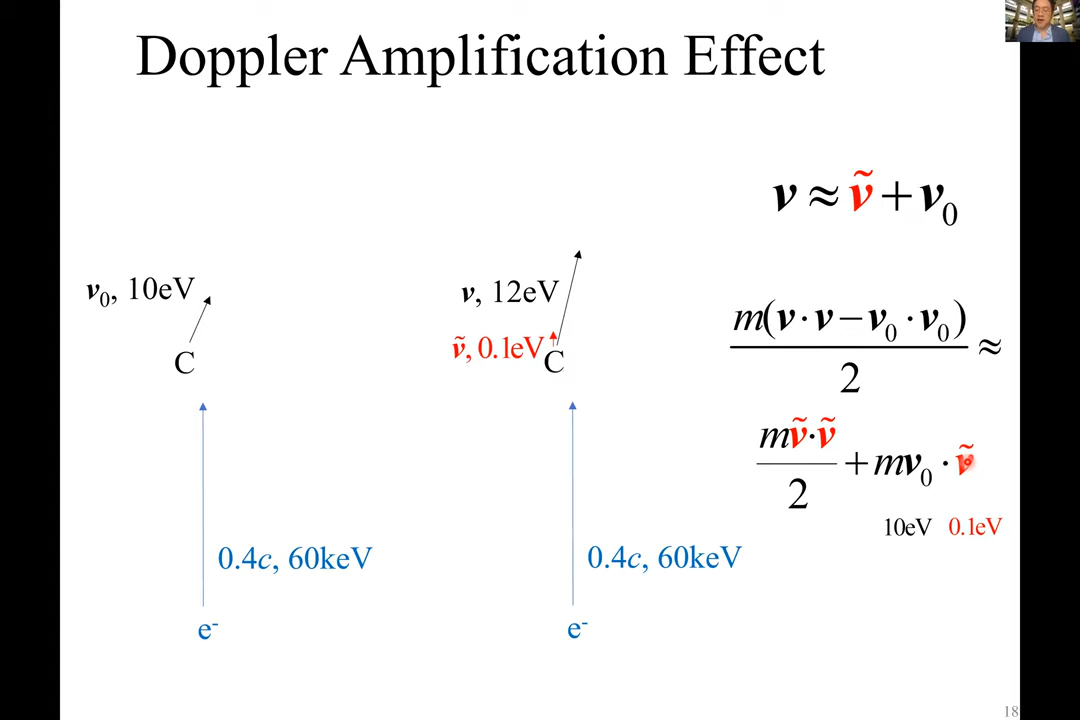 Doppler Amplification Effect
v ≈ ṽ + v₀
v₀, 10eV
v, 12eV
ṽ, 0.1eV
C
C
m(v · v − v₀ · v₀)
2
≈
mṽ·ṽ
2
+ mv₀ · ṽ
10eV 0.1eV
0.4c, 60keV
0.4c, 60keV
e⁻
e⁻
18